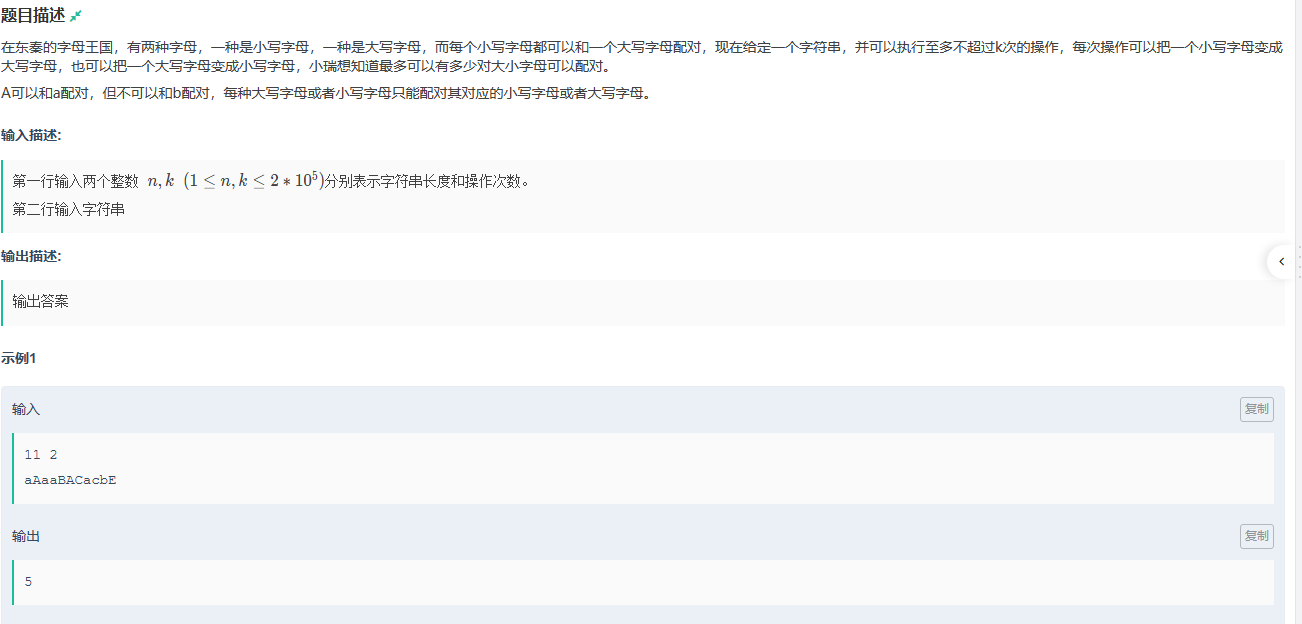 题目描述
在东秦的字母王国，有两种字母，一种是小写字母，一种是大写字母，而每个小写字母都可以和一个大写字母配对，现在给定一个字符串，并可以执行至多不超过k次的操作，每次操作可以把一个小写字母变成
大写字母，也可以把一个大写字母变成小写字母，小瑞想知道最多可以有多少对大小字母可以配对。
A可以和a配对，但不可以和b配对，每种大写字母或者小写字母只能配对其对应的小写字母或者大写字母。
输入描述:
第一行输入两个整数 n, k (1 ≤ n, k ≤ 2 * 10^5)分别表示字符串长度和操作次数。
第二行输入字符串
输出描述:
输出答案
示例1
输入
复制
11 2
aAaaBACacbE
输出
复制
5